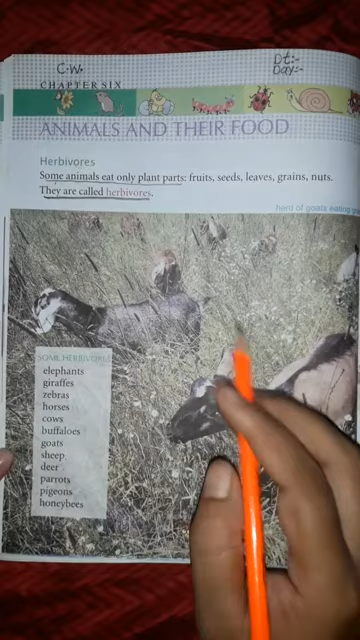 C.W.
Dt:-
Day:-
CHAPTER SIX
ANIMALS AND THEIR FOOD
Herbivores
Some animals eat only plant parts: fruits, seeds, leaves, grains, nuts.
They are called herbivores.
herd of goats eating
SOME HERBIVORES
elephants
giraffes
zebras
horses
cows
buffaloes
goats
sheep
deer
parrots
pigeons
honeybees